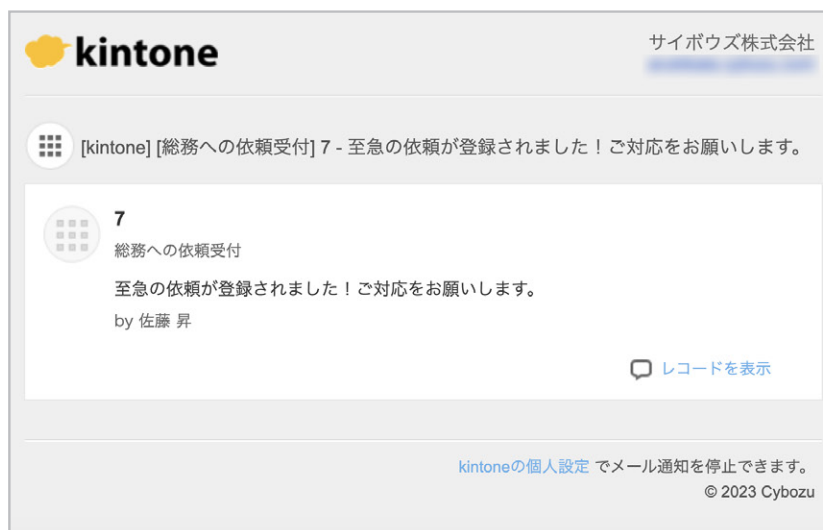 kintone
サイボウズ株式会社
[kintone] [総務への依頼受付] 7 - 至急の依頼が登録されました！ご対応をお願いします。
7
総務への依頼受付
至急の依頼が登録されました！ご対応をお願いします。
by 佐藤 昇
レコードを表示
kintoneの個人設定 でメール通知を停止できます。
© 2023 Cybozu